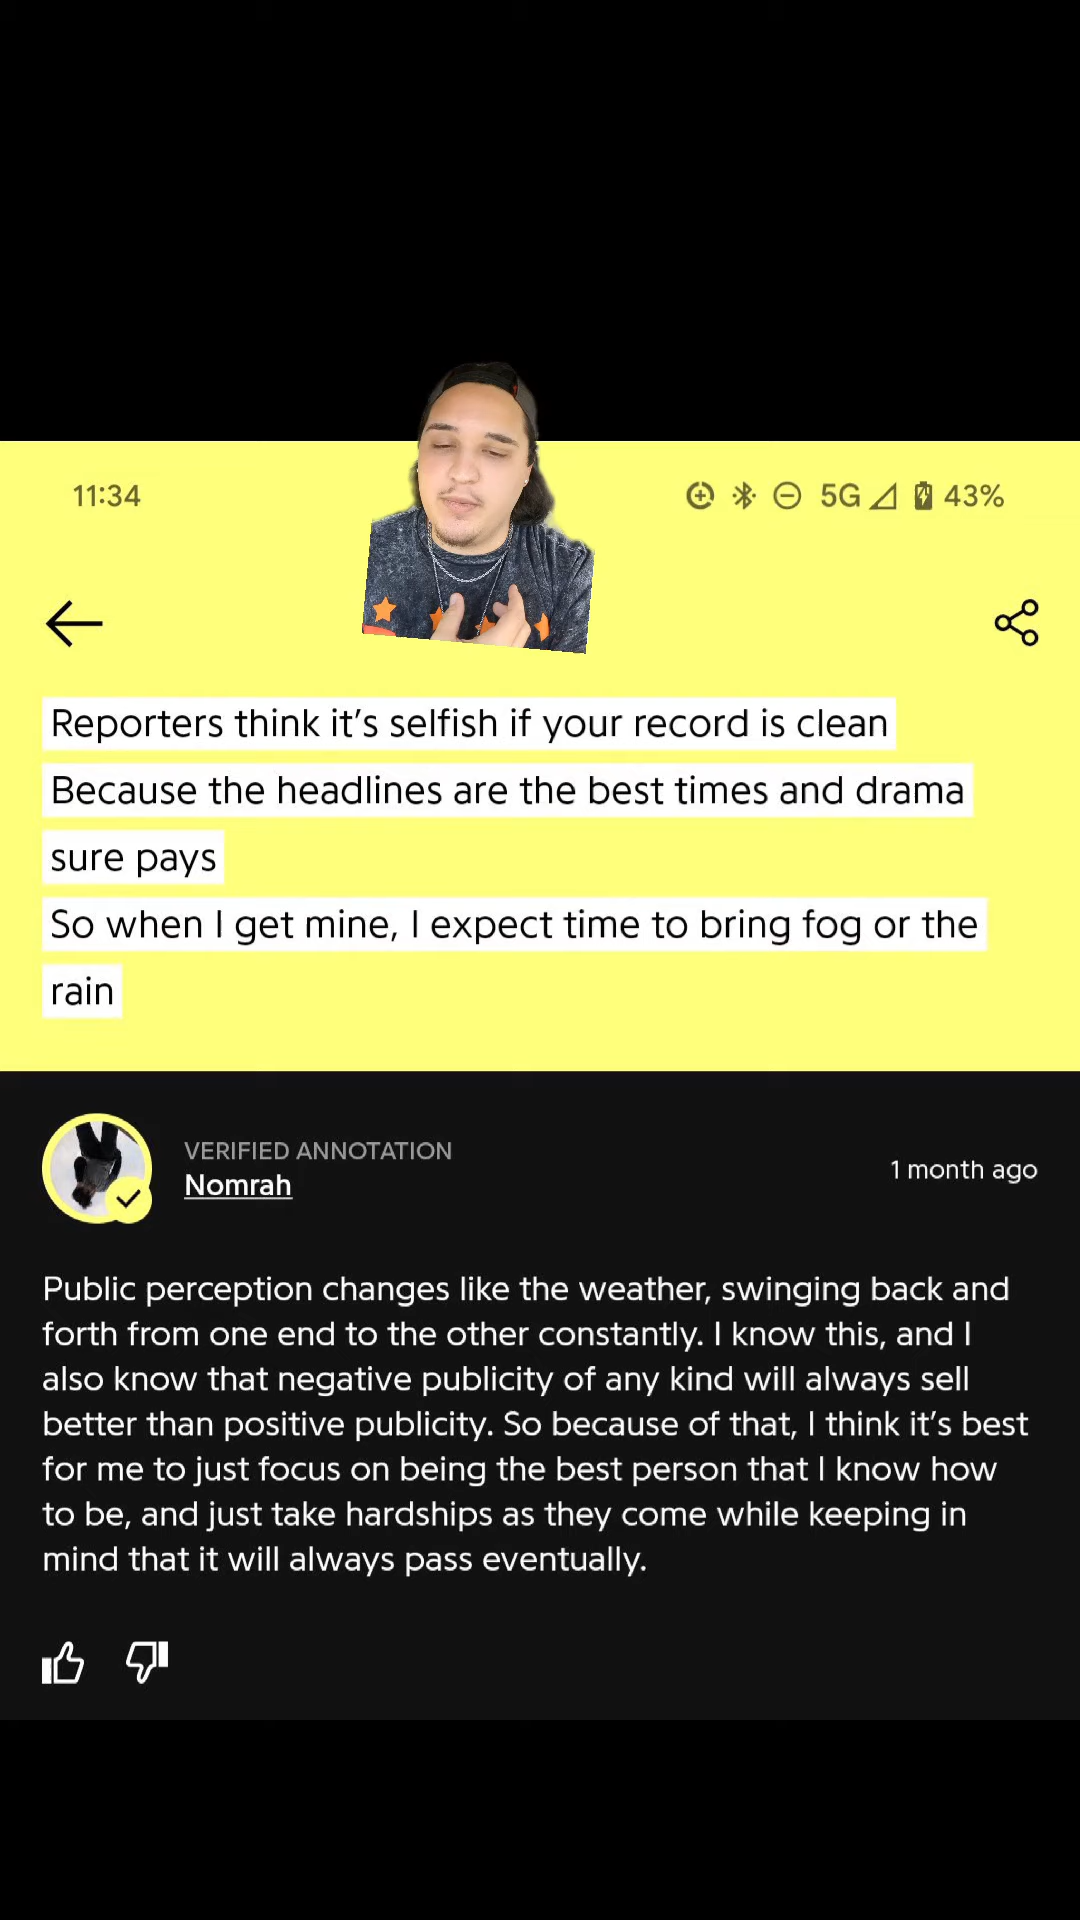 11:34 5G 43%
Reporters think it's selfish if your record is clean
Because the headlines are the best times and drama
sure pays
So when I get mine, I expect time to bring fog or the
rain
VERIFIED ANNOTATION
Nomrah
1 month ago
Public perception changes like the weather, swinging back and
forth from one end to the other constantly. I know this, and I
also know that negative publicity of any kind will always sell
better than positive publicity. So because of that, I think it's best
for me to just focus on being the best person that I know how
to be, and just take hardships as they come while keeping in
mind that it will always pass eventually.